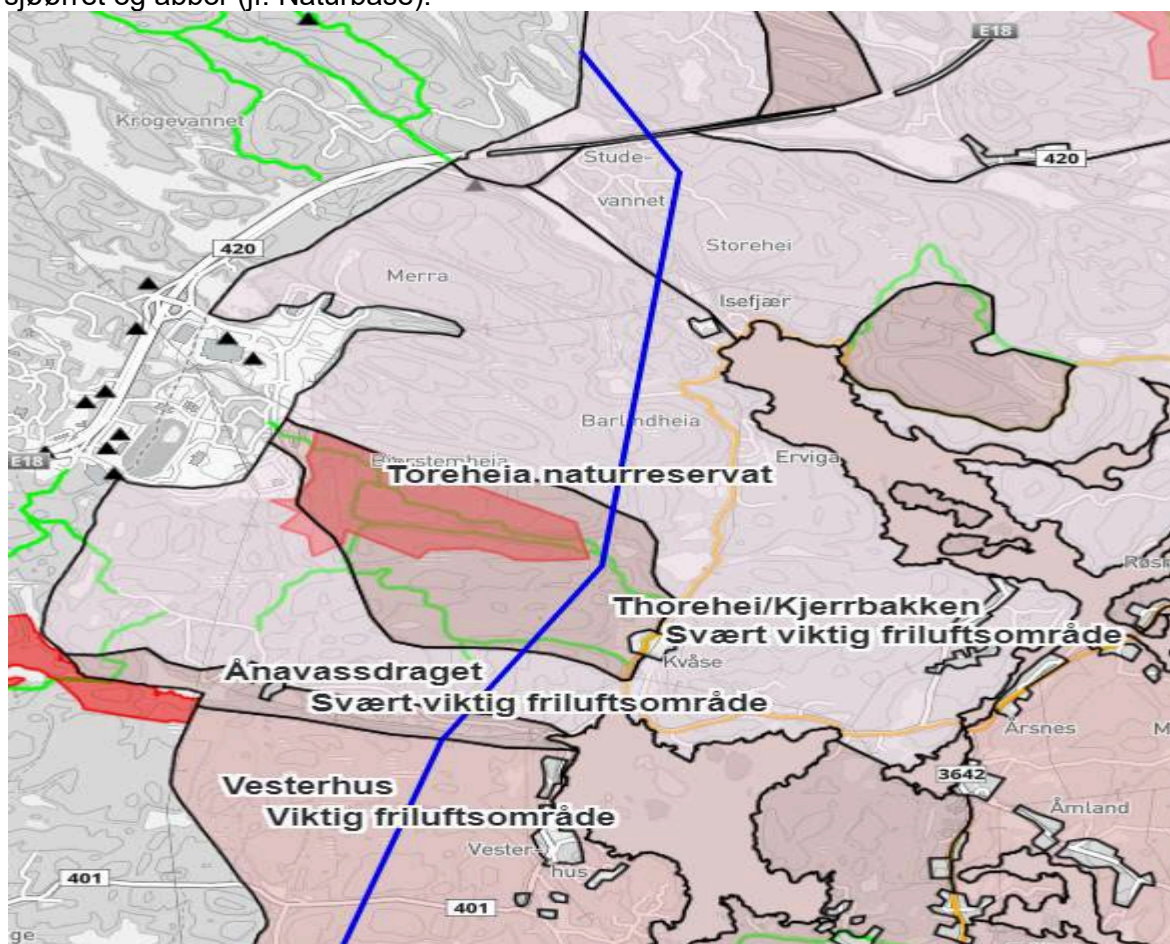 sjøørret og abbor (jf. Naturbase).
E18
Krogevannet
Stude-
vannet
420
420
Storehei
Merra
Isefjær
Barlindheia
Erviga
E18
Toreheia naturreservat
Thorehei/Kjerrbakken
Svært viktig friluftsområde
Kvåse
Ånavassdraget
Svært viktig friluftsområde
Årsnes
3642
Vesterhus
Viktig friluftsområde
Åmland
Vester-
hus
401
401